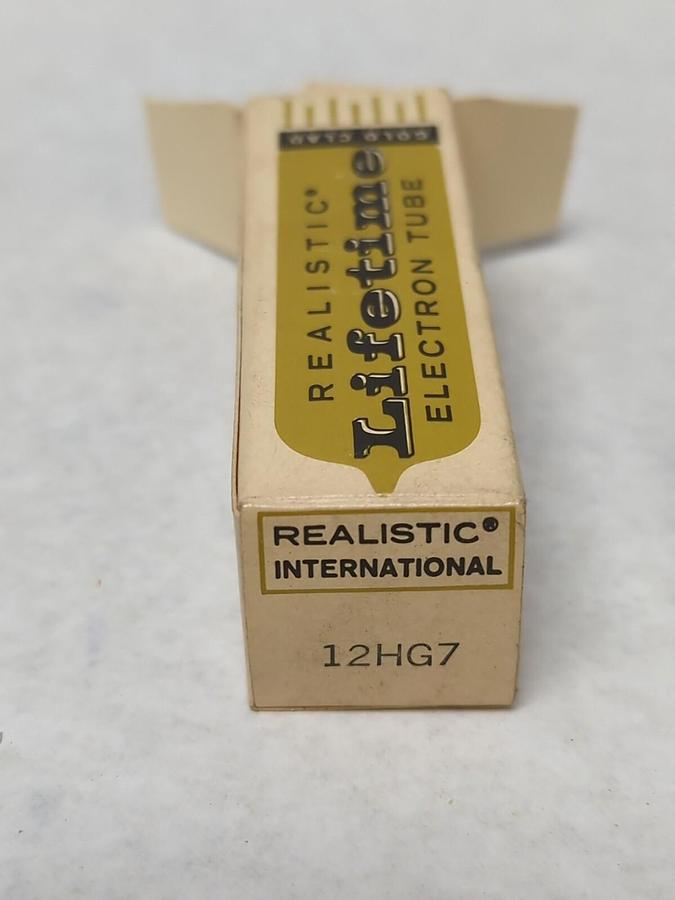 GOLD CLAD
REALISTIC®
Lifetime
ELECTRON TUBE
REALISTIC®
INTERNATIONAL
12HG7